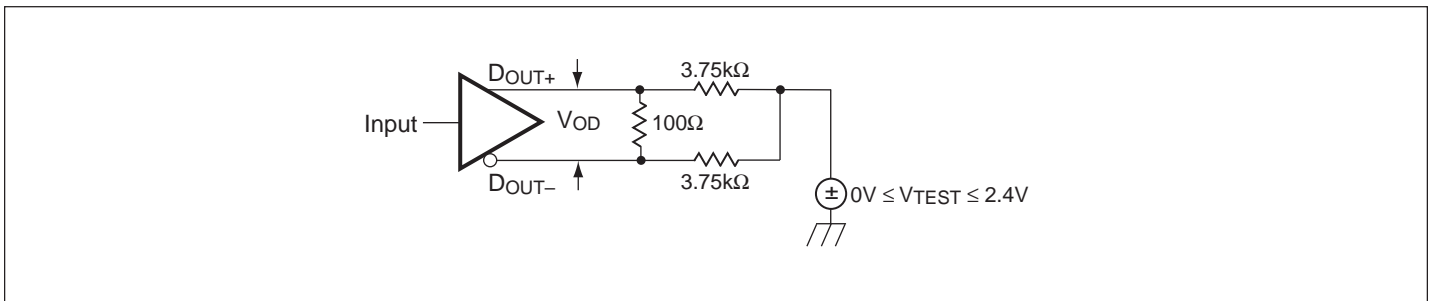 DOUT+
3.75kΩ
Input
VOD
100Ω
DOUT–
3.75kΩ
±
0V ≤ VTEST ≤ 2.4V